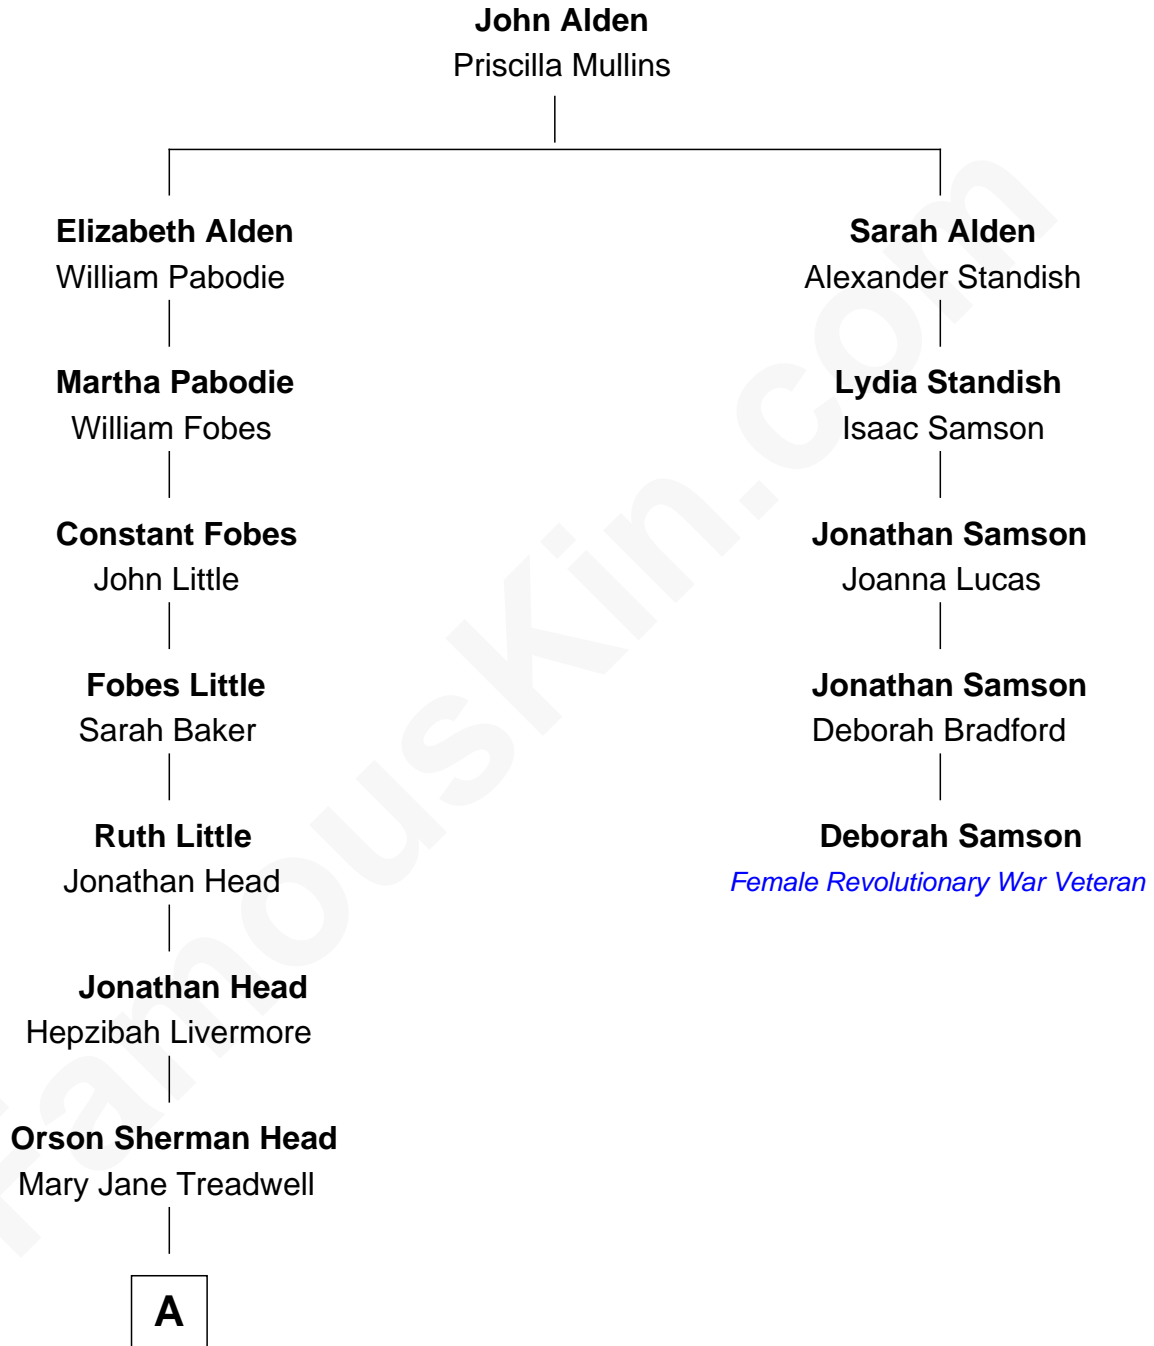 John Alden
Priscilla Mullins
Elizabeth Alden
William Pabodie
Sarah Alden
Alexander Standish
Martha Pabodie
William Fobes
Lydia Standish
Isaac Samson
Constant Fobes
John Little
Jonathan Samson
Joanna Lucas
Fobes Little
Sarah Baker
Jonathan Samson
Deborah Bradford
Ruth Little
Jonathan Head
Deborah Samson
Female Revolutionary War Veteran
Jonathan Head
Hepzibah Livermore
Orson Sherman Head
Mary Jane Treadwell
A
FamousKin.com